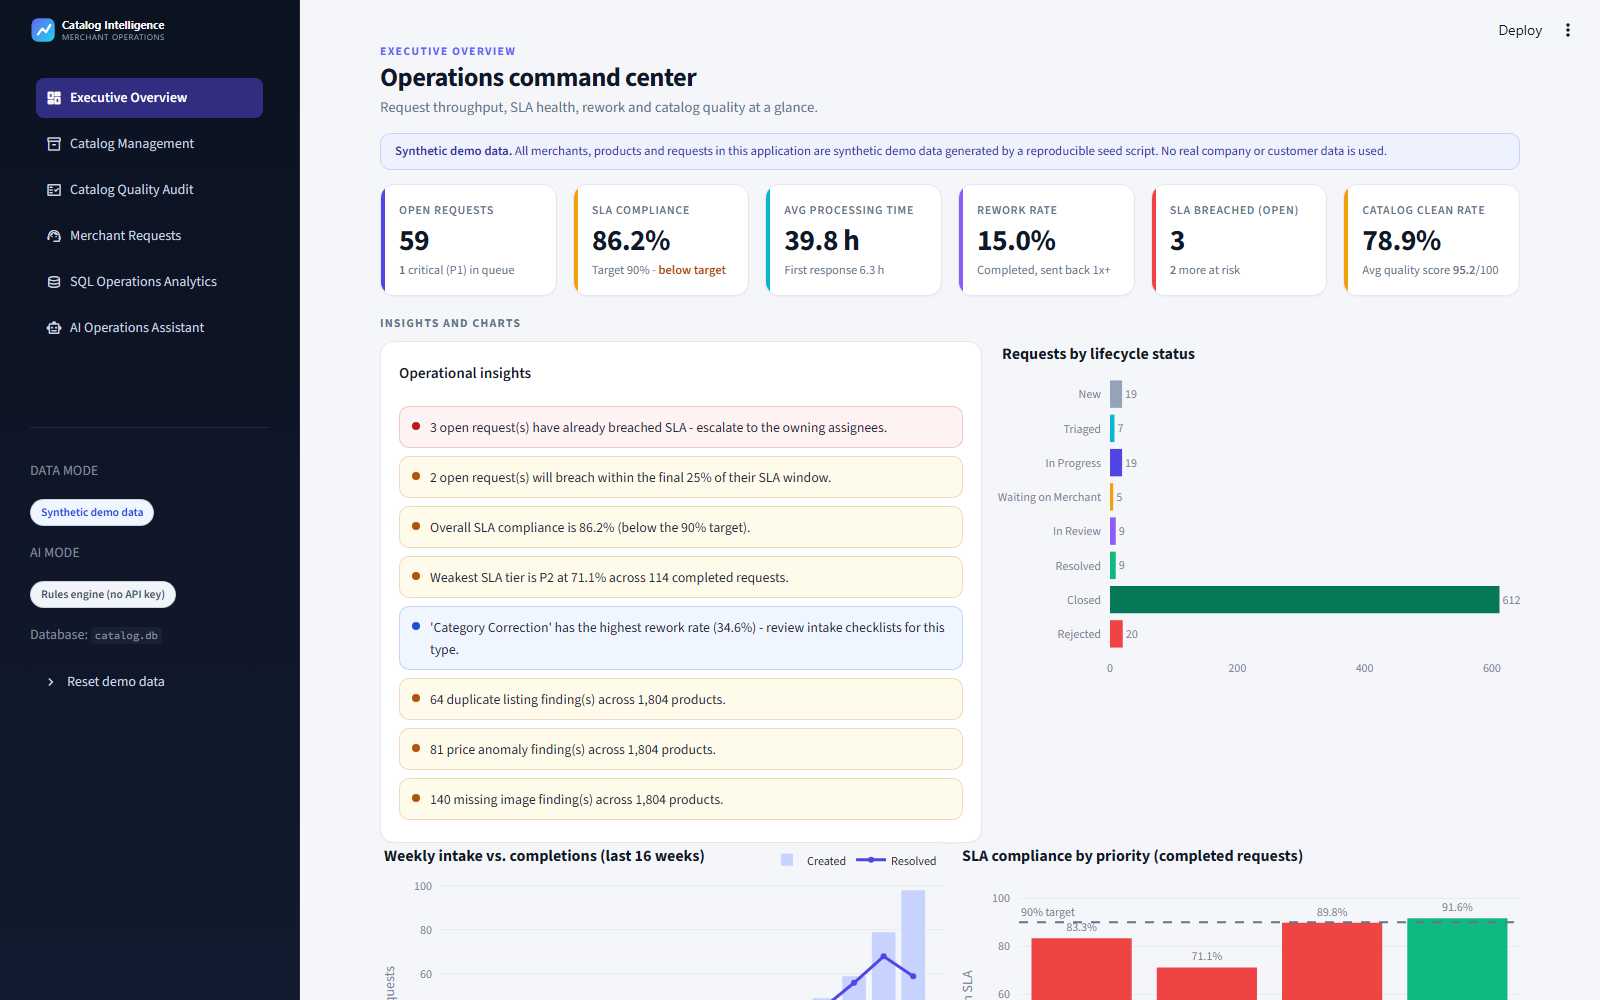 Catalog Intelligence
MERCHANT OPERATIONS
Executive Overview
Catalog Management
Catalog Quality Audit
Merchant Requests
SQL Operations Analytics
AI Operations Assistant
DATA MODE
Synthetic demo data
AI MODE
Rules engine (no API key)
Database: catalog.db
Reset demo data
Deploy
EXECUTIVE OVERVIEW
Operations command center
Request throughput, SLA health, rework and catalog quality at a glance.
Synthetic demo data. All merchants, products and requests in this application are synthetic demo data generated by a reproducible seed script. No real company or customer data is used.
OPEN REQUESTS
59
1 critical (P1) in queue
SLA COMPLIANCE
86.2%
Target 90% - below target
AVG PROCESSING TIME
39.8 h
First response 6.3 h
REWORK RATE
15.0%
Completed, sent back 1x+
SLA BREACHED (OPEN)
3
2 more at risk
CATALOG CLEAN RATE
78.9%
Avg quality score 95.2/100
INSIGHTS AND CHARTS
Operational insights
3 open request(s) have already breached SLA - escalate to the owning assignees.
2 open request(s) will breach within the final 25% of their SLA window.
Overall SLA compliance is 86.2% (below the 90% target).
Weakest SLA tier is P2 at 71.1% across 114 completed requests.
'Category Correction' has the highest rework rate (34.6%) - review intake checklists for this
type.
64 duplicate listing finding(s) across 1,804 products.
81 price anomaly finding(s) across 1,804 products.
140 missing image finding(s) across 1,804 products.
Requests by lifecycle status
New 19
Triaged 7
In Progress 19
Waiting on Merchant 5
In Review 9
Resolved 9
Closed 612
Rejected 20
0 200 400 600
Weekly intake vs. completions (last 16 weeks)
Created Resolved
100
80
60
SLA compliance by priority (completed requests)
100
80
60
SLA
90% target
83.3%
71.1%
89.8%
91.6%